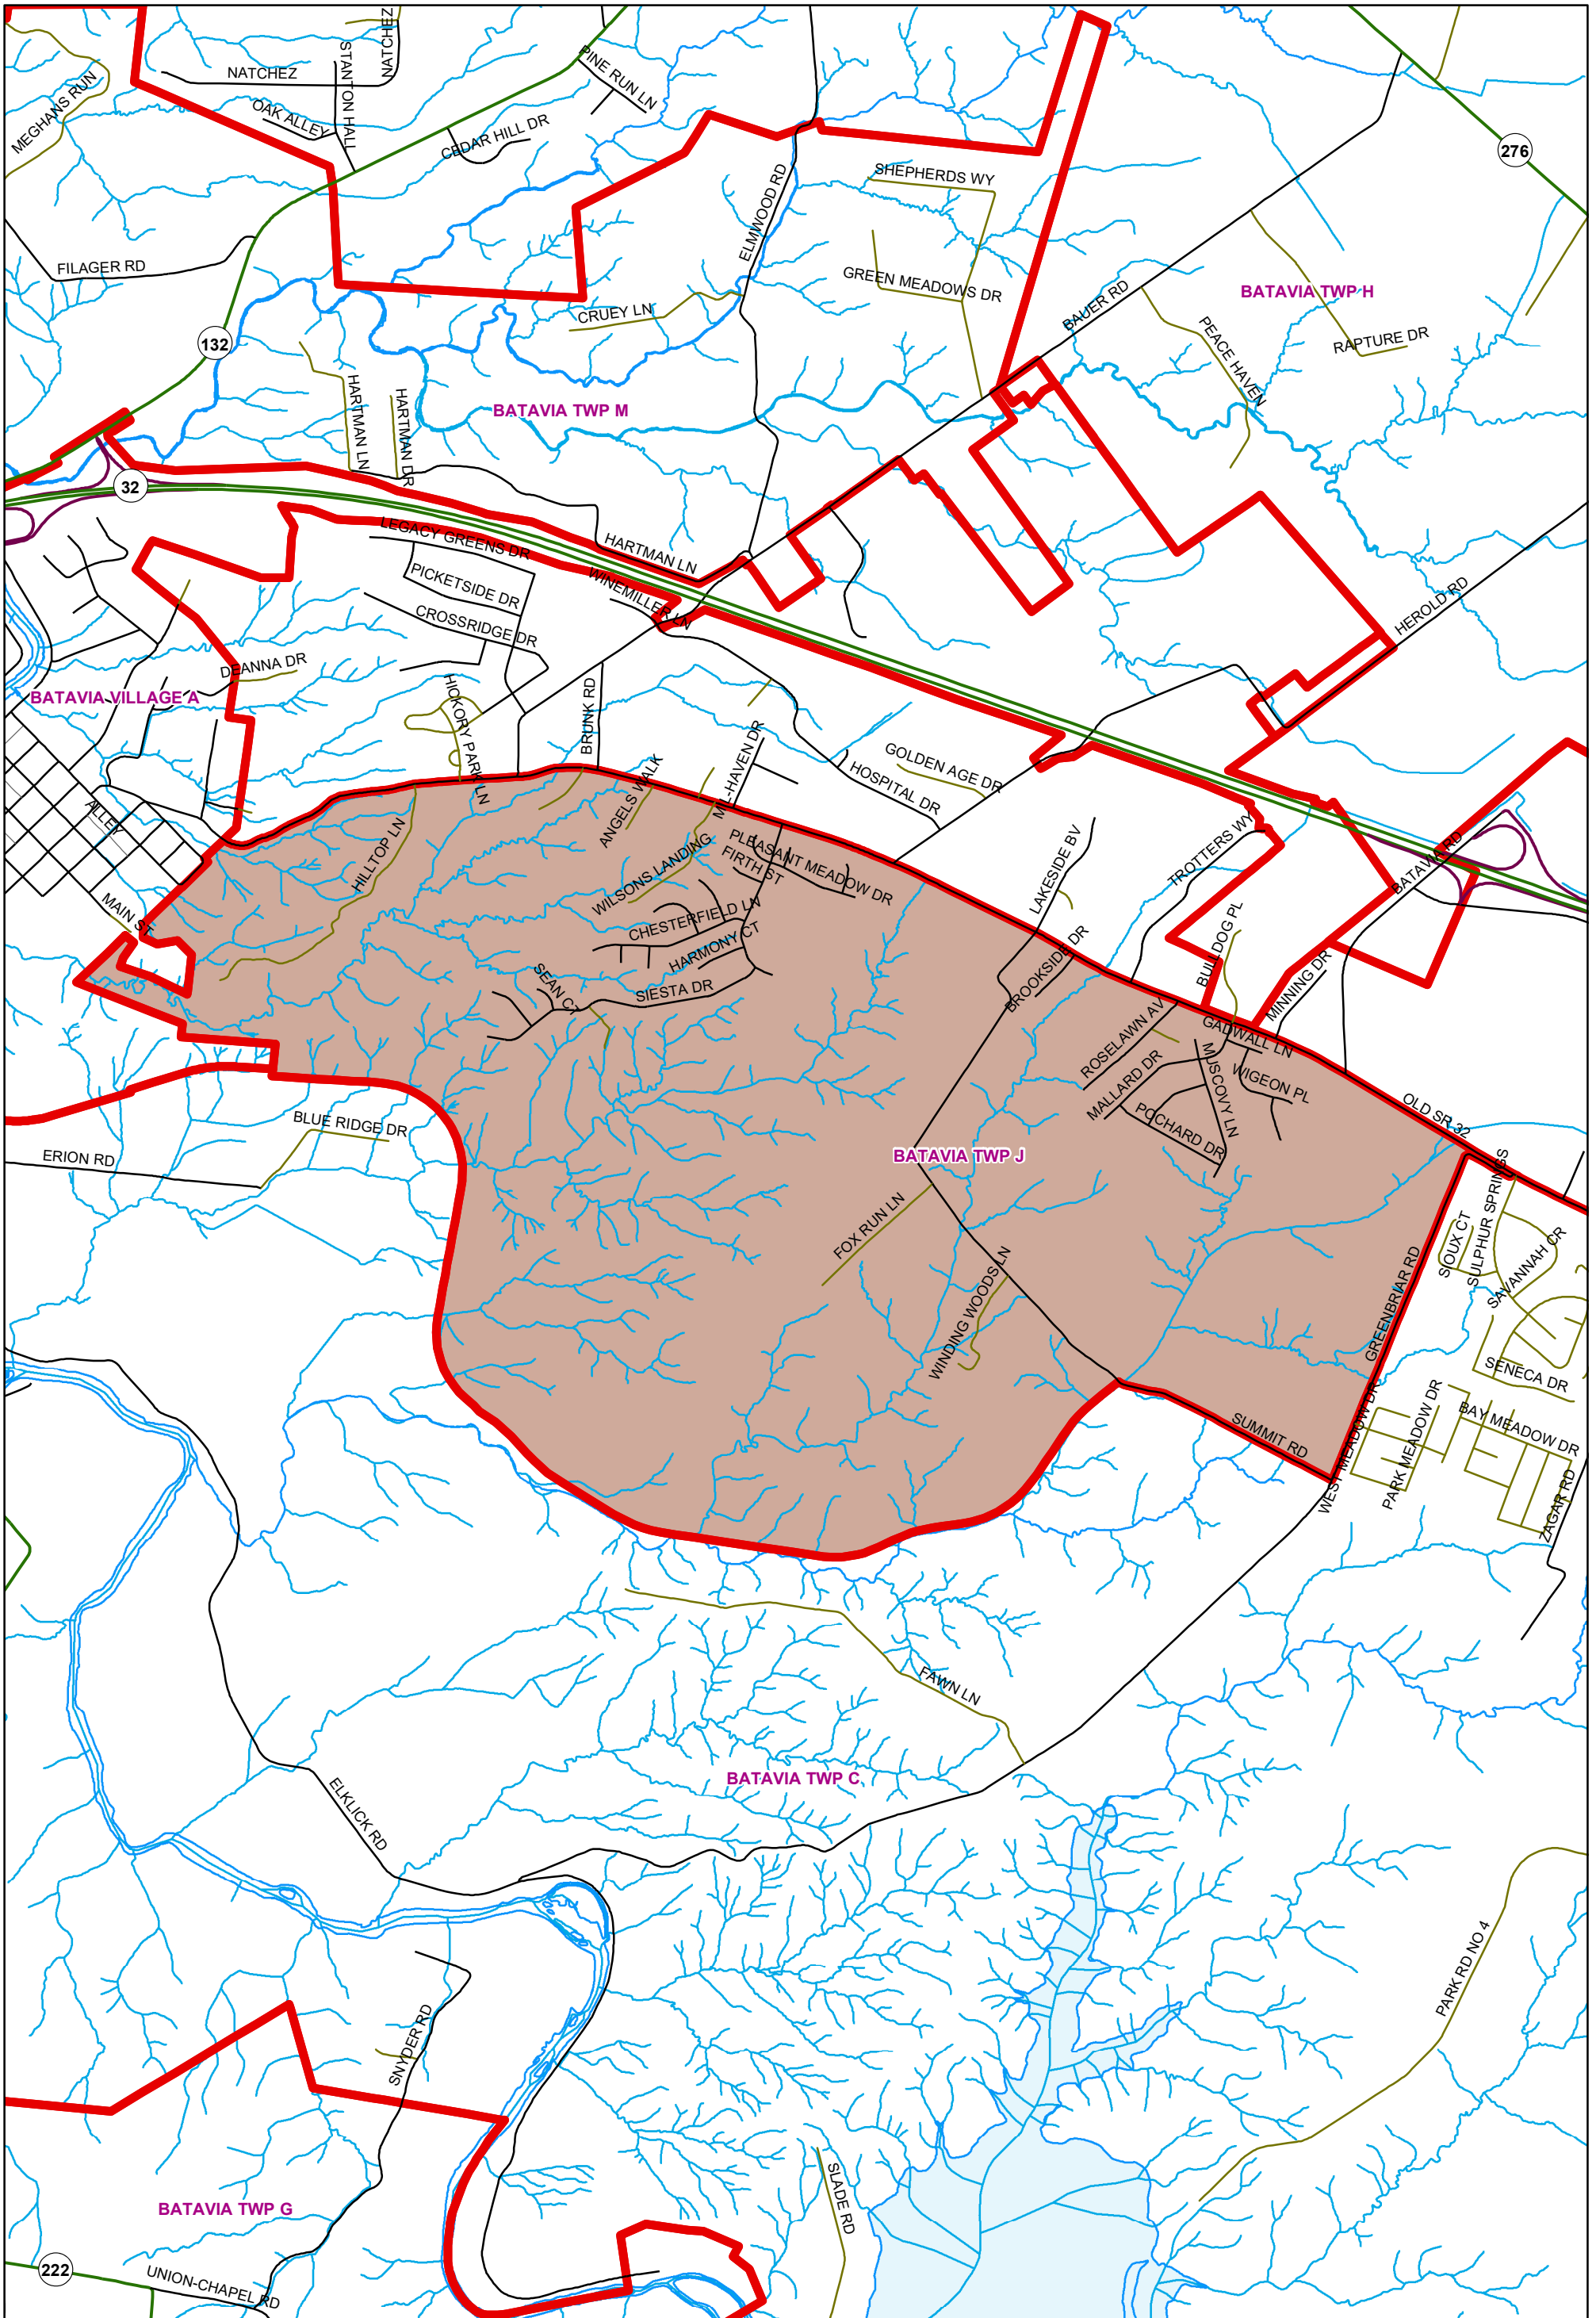 NATCHEZ
NATCHEZ
STANTON HALL
MEGHANS RUN
OAK ALLEY
PINE RUN LN
CEDAR HILL DR
276
SHEPHERDS WY
ELMWOOD RD
FILAGER RD
GREEN MEADOWS DR
BATAVIA TWP H
BAUER RD
CRUEY LN
132
PEACE HAVEN
RAPTURE DR
HARTMAN LN
HARTMAN DR
BATAVIA TWP M
32
LEGACY GREENS DR
HARTMAN LN
PICKETSIDE DR
WINEMILLER LN
CROSSRIDGE DR
HEROLD RD
DEANNA DR
BATAVIA VILLAGE A
HICKORY PARK LN
BRUNK RD
MIL-HAVEN DR
GOLDEN AGE DR
HOSPITAL DR
ANGELS WALK
ALLEY
HILLTOP LN
PLEASANT MEADOW DR
FIRTH ST
WILSONS LANDING
LAKESIDE BV
TROTTERS WY
BATAVIA RD
MAIN ST
CHESTERFIELD LN
HARMONY CT
SEAN CT
SIESTA DR
BROOKSIDE DR
BULLDOG PL
MINNING DR
GADWALL LN
ROSELAWN AV
MALLARD DR
MUSCOVY LN
WIGEON PL
POCHARD DR
OLD SR 32
BLUE RIDGE DR
ERION RD
BATAVIA TWP J
FOX RUN LN
SIOUX CT
SULPHUR SPRINGS
SAVANNAH CR
GREENBRIAR RD
WINDING WOODS LN
SENECA DR
SUMMIT RD
WEST MEADOW DR
PARK MEADOW DR
BAY MEADOW DR
ZAGAR RD
FAWN LN
BATAVIA TWP C
ELKLICK RD
PARK RD NO 4
SNYDER RD
SLADE RD
BATAVIA TWP G
222
UNION-CHAPEL RD